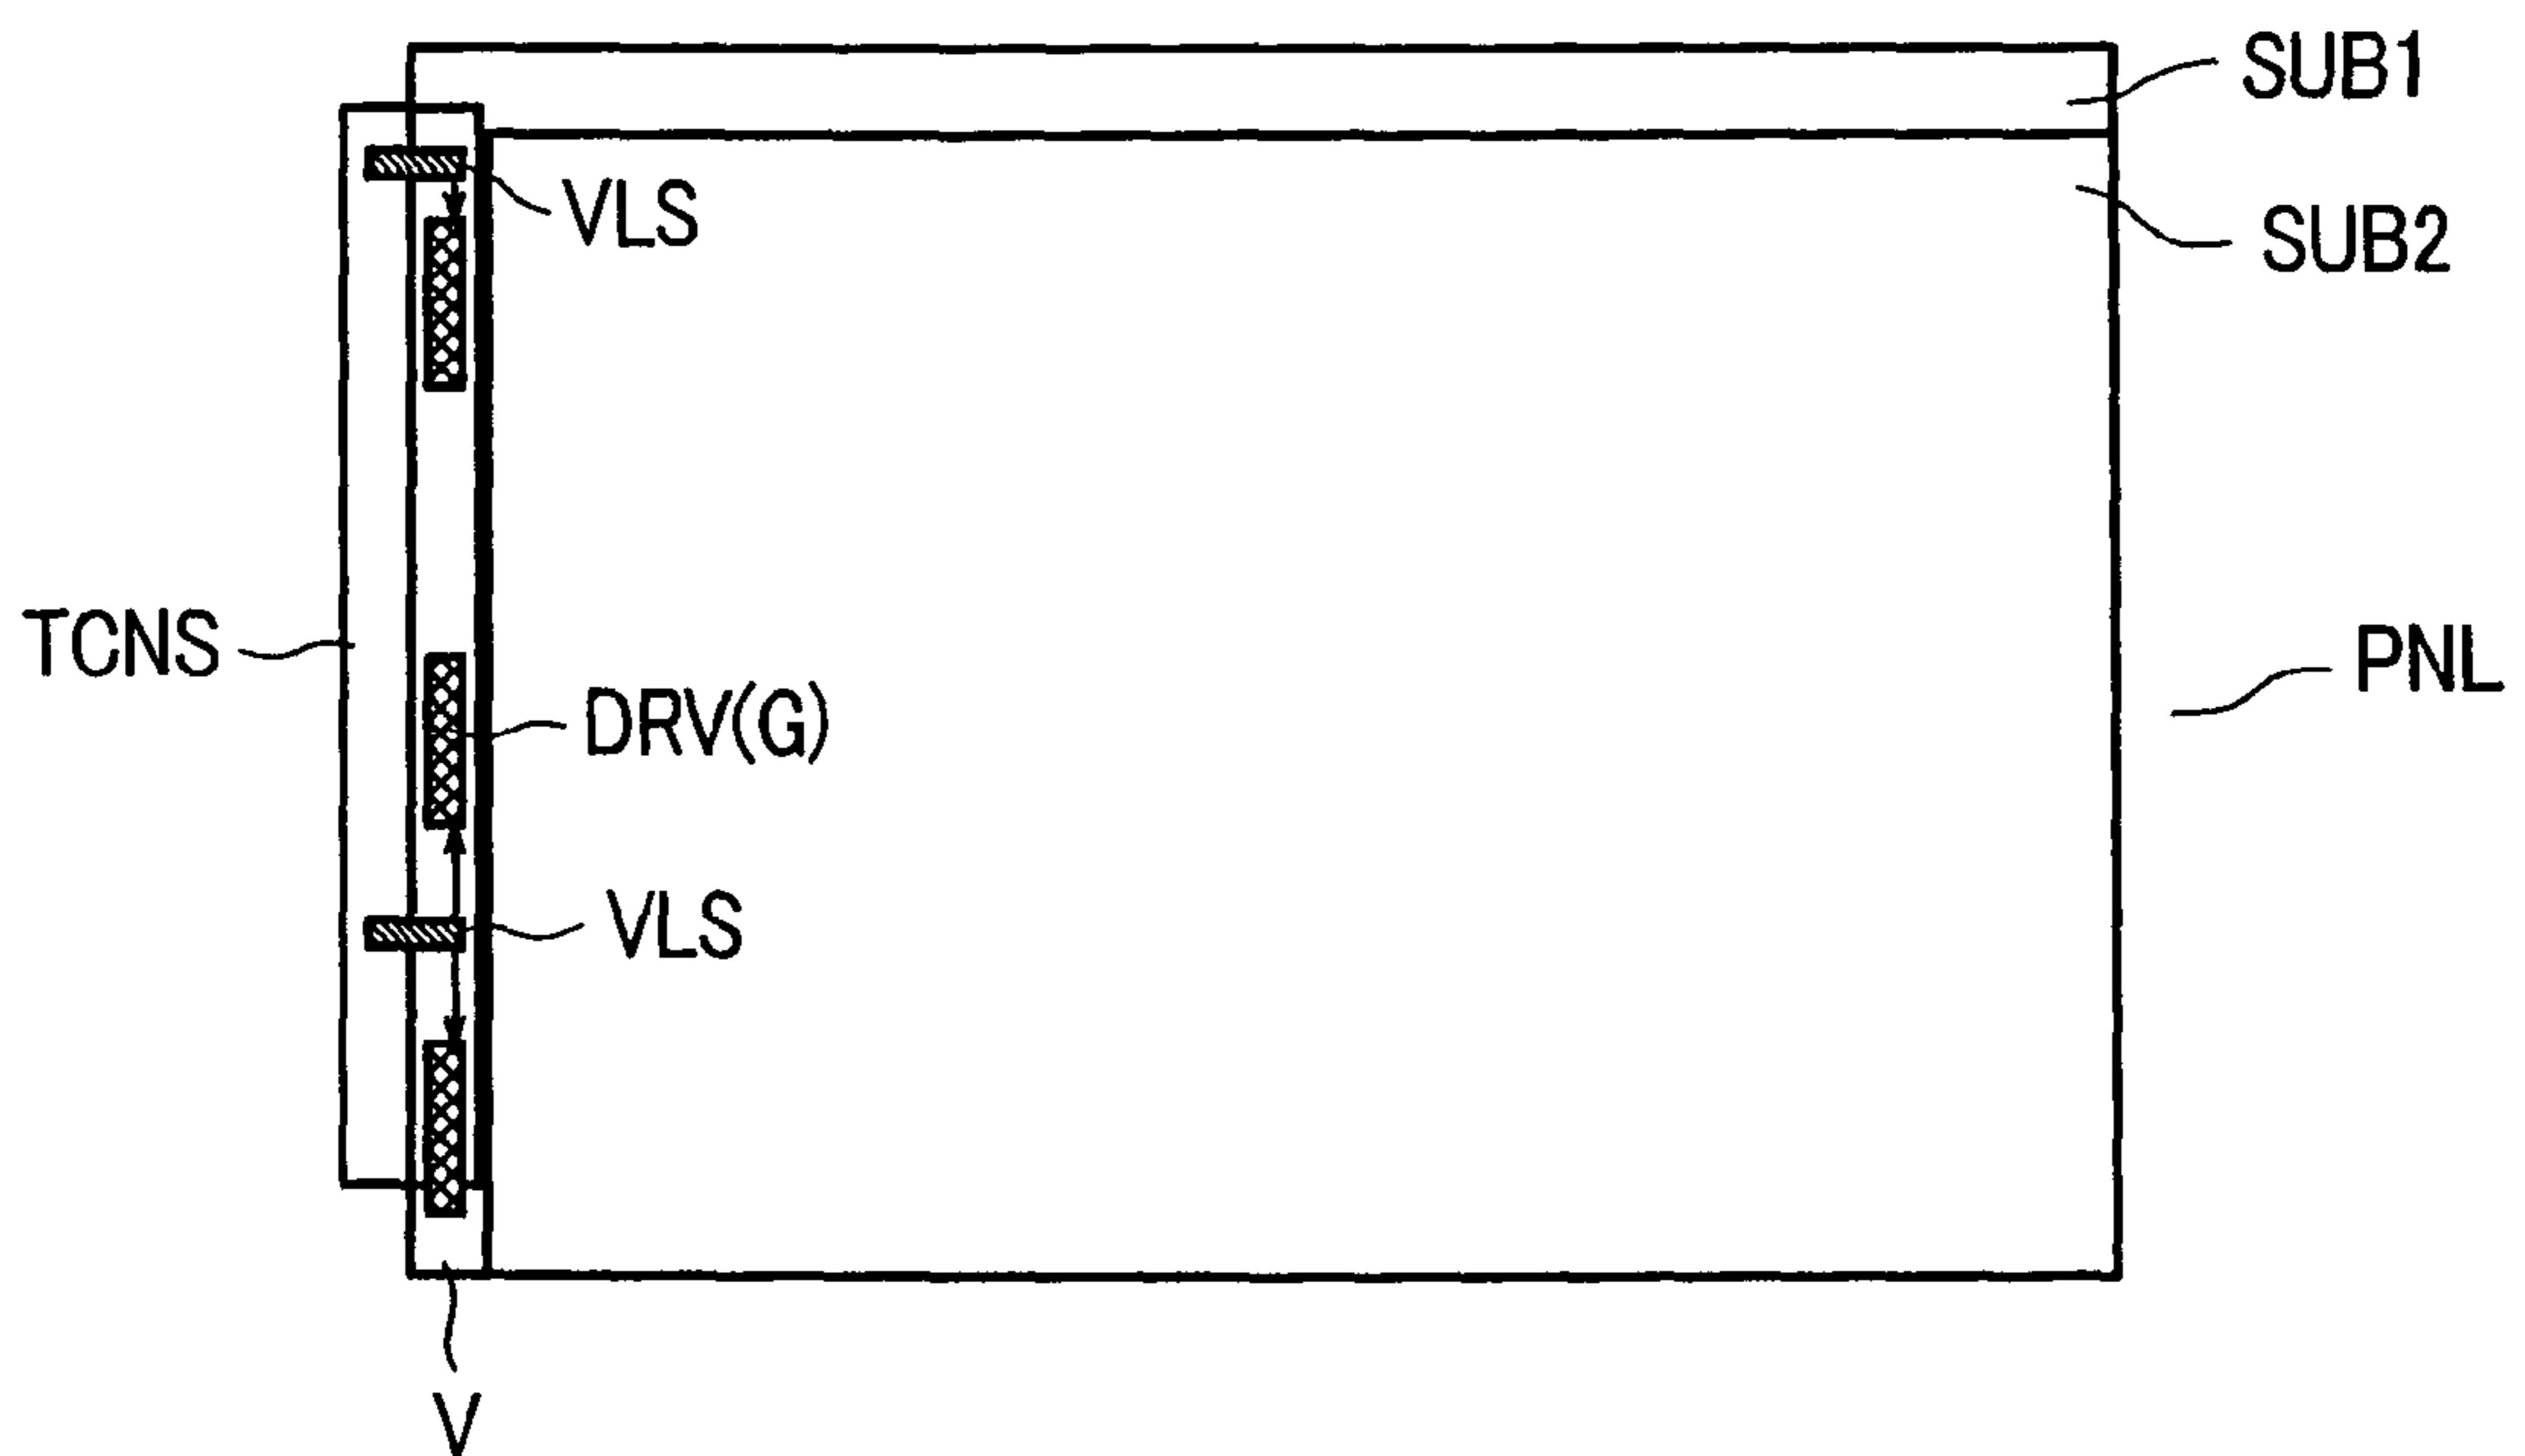 SUB1
VLS
SUB2
TCNS
PNL
DRV(G)
VLS
V